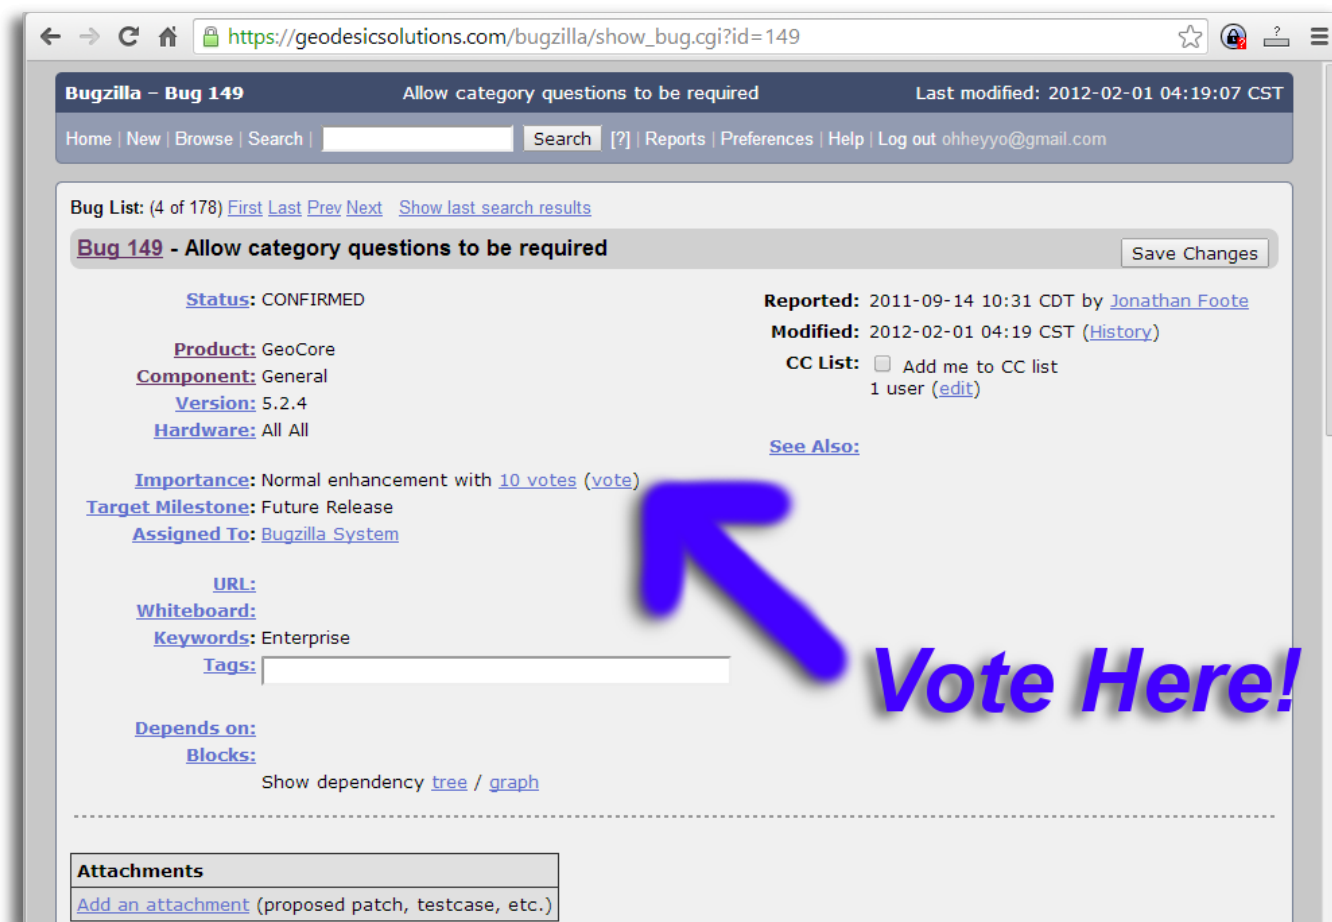 https://geodesicsolutions.com/bugzilla/show_bug.cgi?id=149
Bugzilla – Bug 149 Allow category questions to be required Last modified: 2012-02-01 04:19:07 CST
Home | New | Browse | Search | Search [?] | Reports | Preferences | Help | Log out ohheyyo@gmail.com
Bug List: (4 of 178) First Last Prev Next Show last search results
Bug 149 - Allow category questions to be required Save Changes
Status: CONFIRMED
Reported: 2011-09-14 10:31 CDT by Jonathan Foote
Modified: 2012-02-01 04:19 CST (History)
Product: GeoCore
CC List: Add me to CC list
Component: General
1 user (edit)
Version: 5.2.4
Hardware: All All
See Also:
Importance: Normal enhancement with 10 votes (vote)
Target Milestone: Future Release
Assigned To: Bugzilla System
URL:
Whiteboard:
Keywords: Enterprise
Tags:
Vote Here!
Depends on:
Blocks:
Show dependency tree / graph
Attachments
Add an attachment (proposed patch, testcase, etc.)